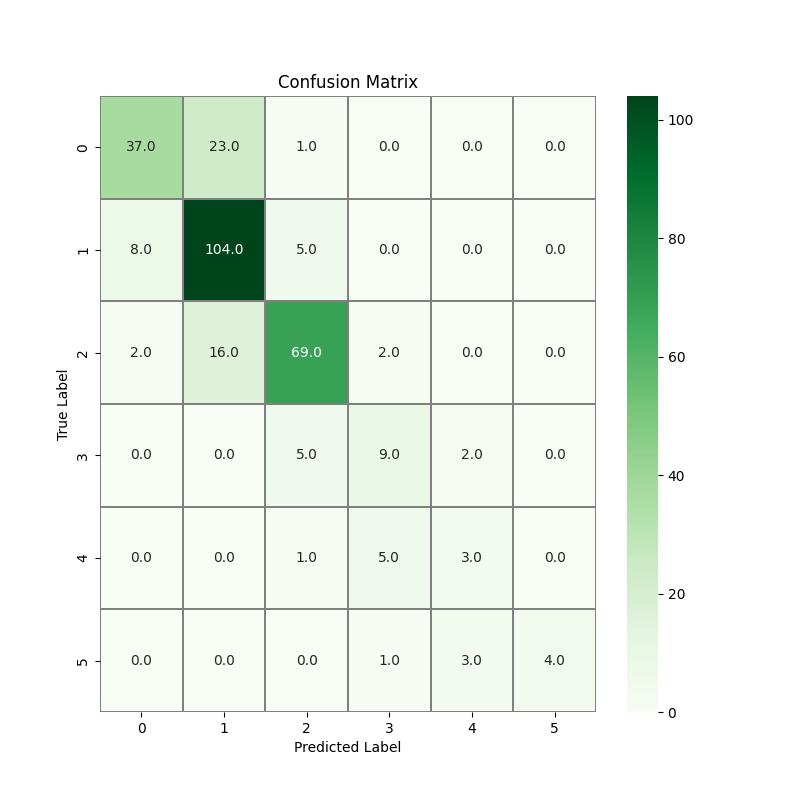 Confusion Matrix
True Label
0 37.0 23.0 1.0 0.0 0.0 0.0
1 8.0 104.0 5.0 0.0 0.0 0.0
2 2.0 16.0 69.0 2.0 0.0 0.0
3 0.0 0.0 5.0 9.0 2.0 0.0
4 0.0 0.0 1.0 5.0 3.0 0.0
5 0.0 0.0 0.0 1.0 3.0 4.0
0 1 2 3 4 5
Predicted Label
100
80
60
40
20
0